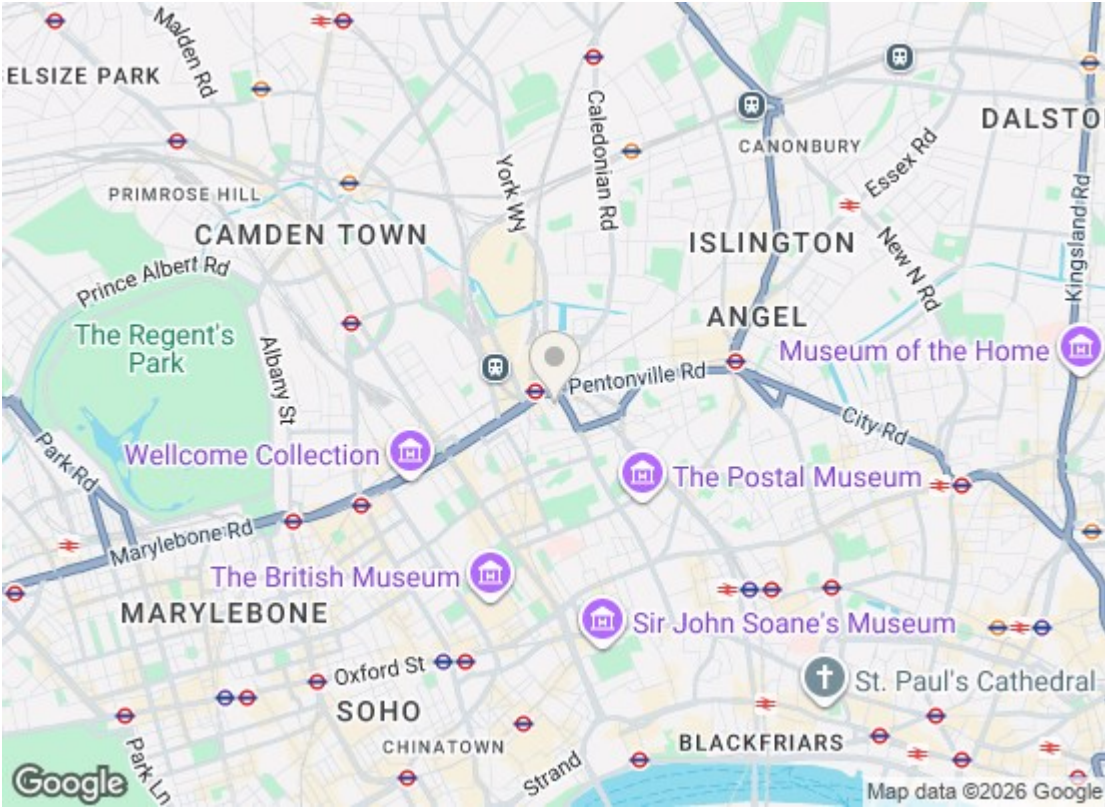 Malden Rd
ELSIZE PARK
Caledonian Rd
DALSTO
CANONBURY
Essex Rd
York Wy
PRIMROSE HILL
CAMDEN TOWN
ISLINGTON
New N Rd
Kingsland Rd
Prince Albert Rd
ANGEL
The Regent's
Park
Albany St
Museum of the Home
Pentonville Rd
City Rd
Park Rd
Wellcome Collection
The Postal Museum
Marylebone Rd
The British Museum
MARYLEBONE
Sir John Soane's Museum
Oxford St
St. Paul's Cathedral
SOHO
CHINATOWN
BLACKFRIARS
Park Ln
Strand
Google
Map data ©2026 Google